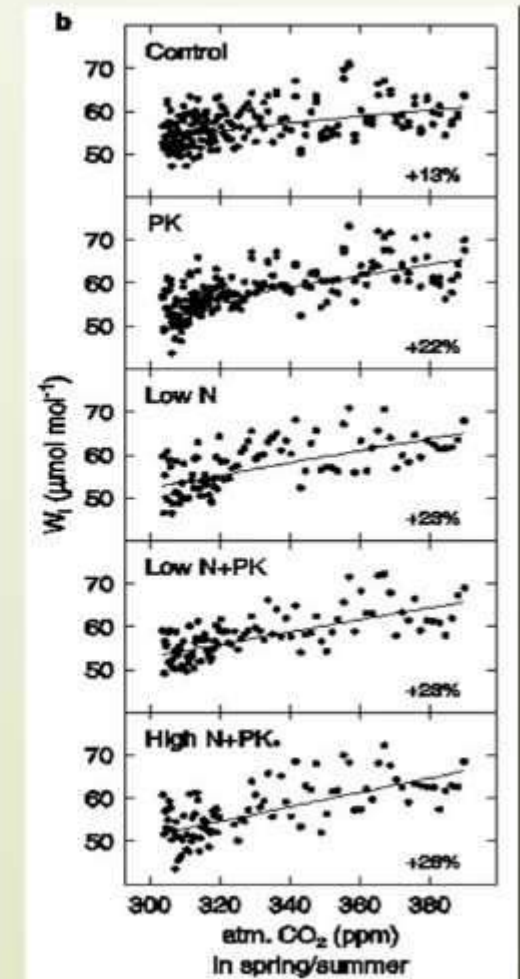 b
Control
70
60
50
+13%
PK
70
60
50
+22%
Low N
70
60
50
+23%
Low N+PK
70
60
50
+23%
High N+PK
70
60
50
+26%
Wᵢ (µmol mol⁻¹)
300 320 340 360 380
atm. CO₂ (ppm)
in spring/summer